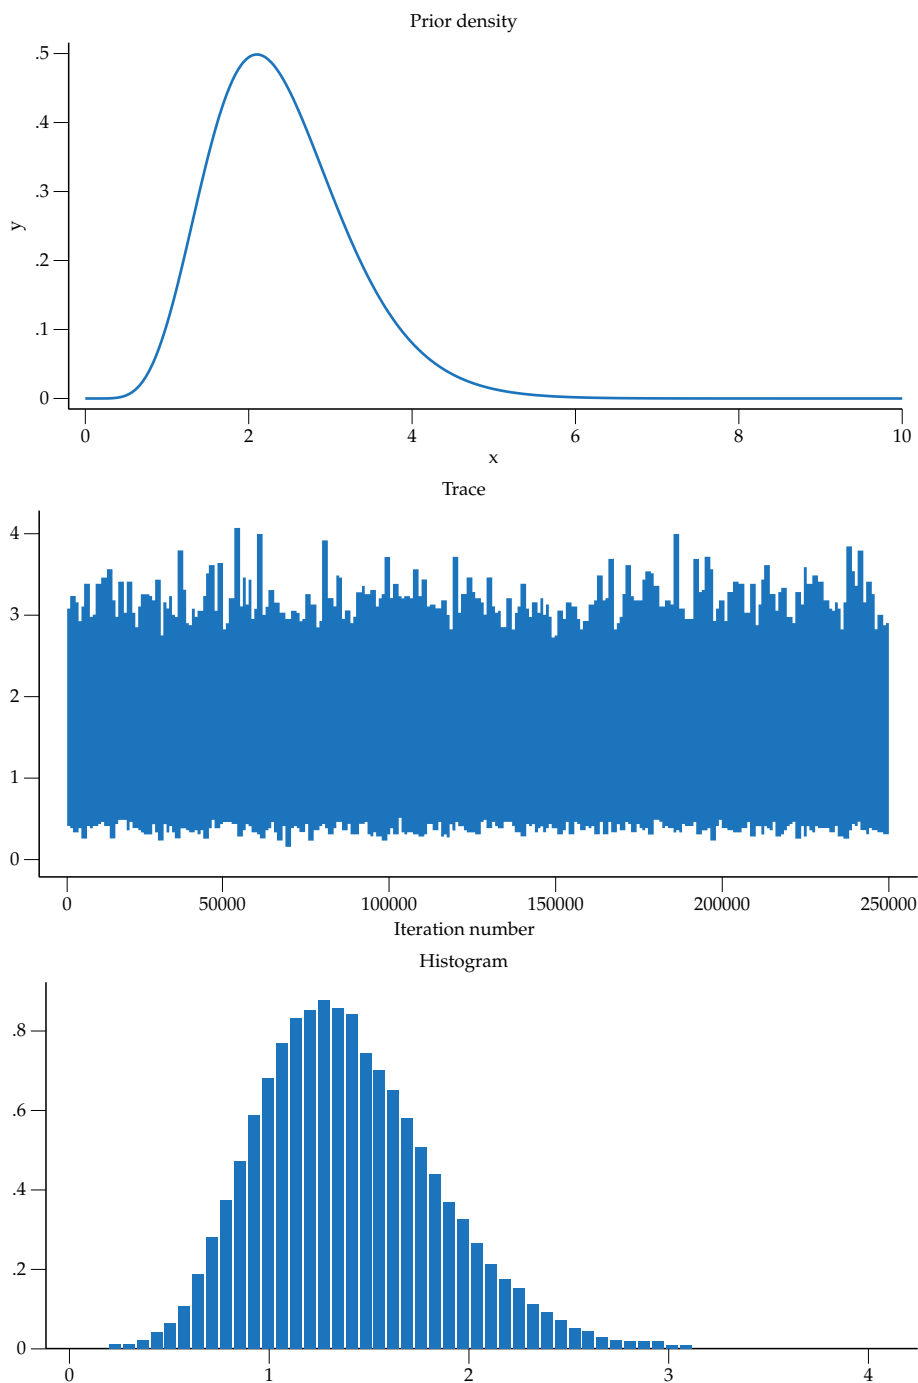 Prior density
.5
.4
.3
.2
.1
0
y
0 2 4 6 8 10
x
Trace
4
3
2
1
0
0 50000 100000 150000 200000 250000
Iteration number
Histogram
.8
.6
.4
.2
0
0 1 2 3 4